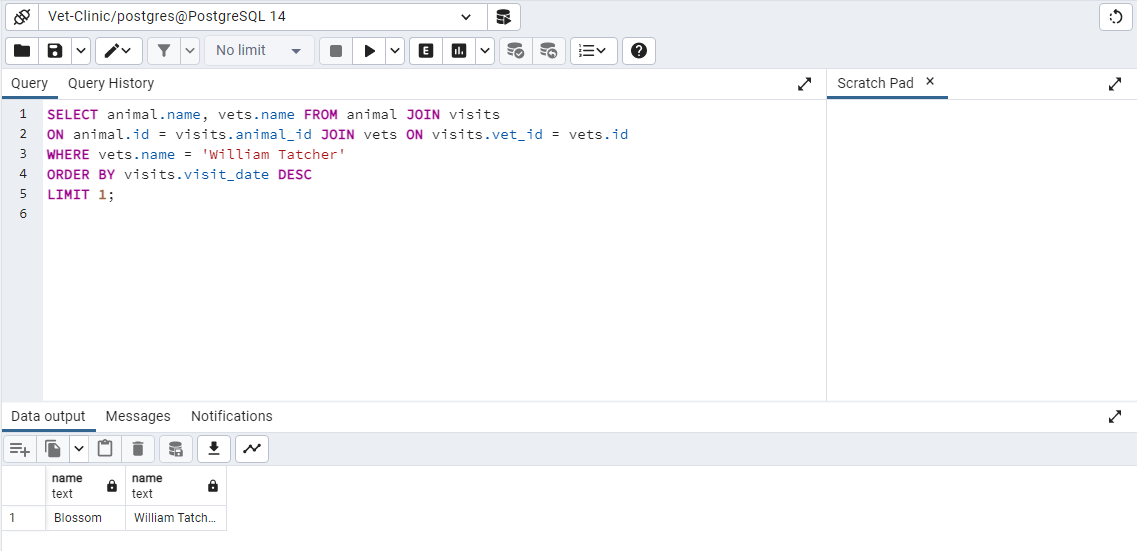 Vet-Clinic/postgres@PostgreSQL 14
No limit
E
Query Query History Scratch Pad
1 SELECT animal.name, vets.name FROM animal JOIN visits
2 ON animal.id = visits.animal_id JOIN vets ON visits.vet_id = vets.id
3 WHERE vets.name = 'William Tatcher'
4 ORDER BY visits.visit_date DESC
5 LIMIT 1;
6
Data output Messages Notifications
name name
text text
1 Blossom William Tatch...